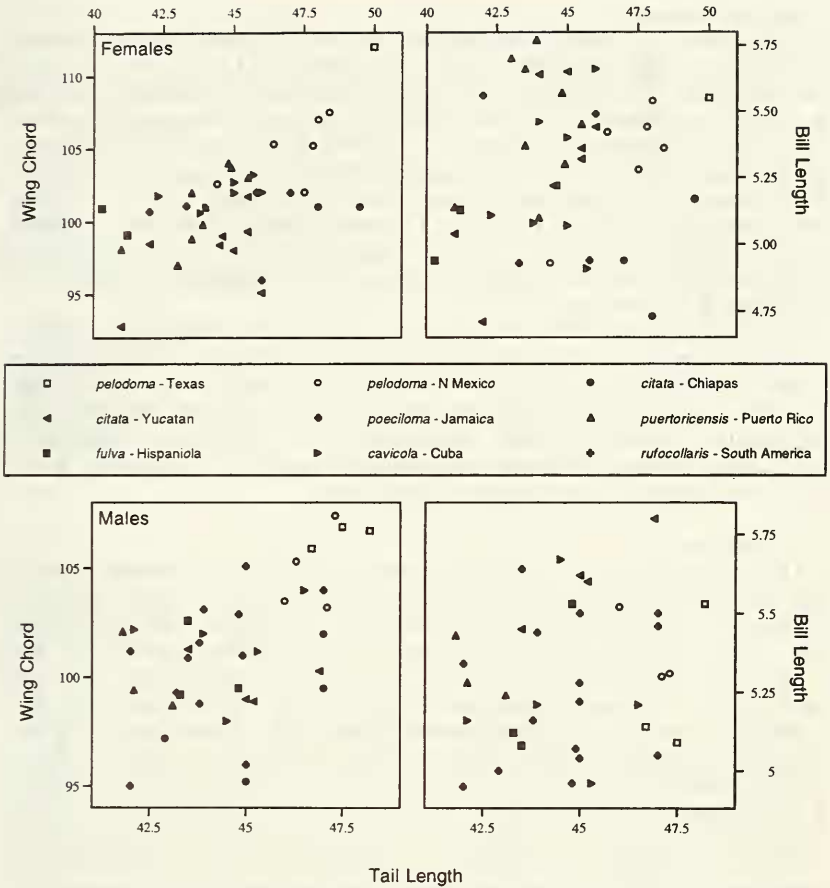 40 42.5 45 47.5 50 40 42.5 45 47.5 50
Females
110
105
100
95
Wing Chord
5.75
5.50
5.25
5.00
4.75
Bill Length
pelodoma - Texas
pelodoma - N Mexico
citata - Chiapas
citata - Yucatan
poeciloma - Jamaica
puertoricensis - Puerto Rico
fulva - Hispaniola
cavicola - Cuba
rufocollaris - South America
Males
105
100
95
Wing Chord
5.75
5.5
5.25
5
Bill Length
42.5 45 47.5 42.5 45 47.5
Tail Length